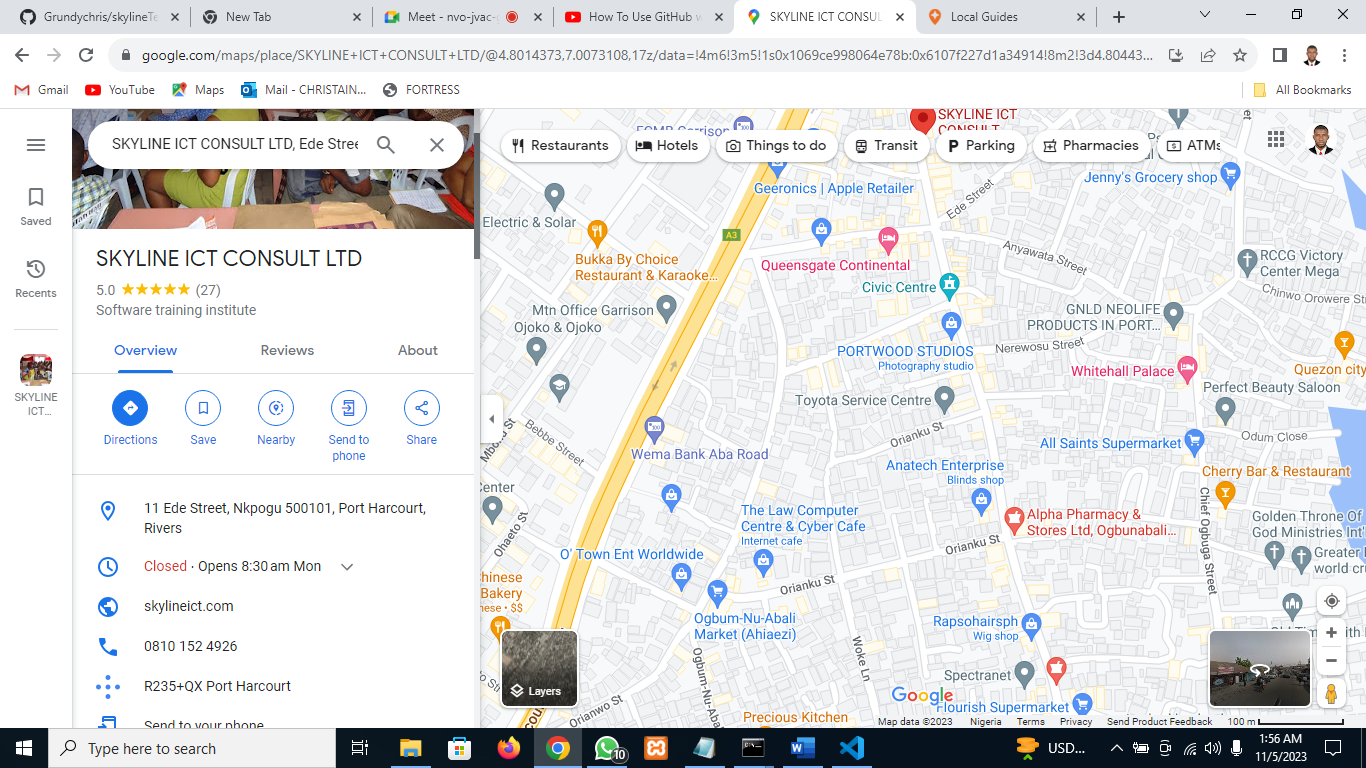 Grundychris/skylineTe
New Tab
Meet - nvo-jvac-
How To Use GitHub w
SKYLINE ICT CONSUL
Local Guides
google.com/maps/place/SKYLINE+ICT+CONSULT+LTD/@4.8014373,7.0073108,17z/data=!4m6!3m5!1s0x1069ce998064e78b:0x6107f227d1a34914!8m2!3d4.80443...
Gmail
YouTube
Maps
Mail - CHRISTAIN...
FORTRESS
All Bookmarks
SKYLINE ICT CONSULT LTD, Ede Stree
Saved
Recents
SKYLINE
ICT...
SKYLINE ICT CONSULT LTD
5.0 (27)
Software training institute
Overview
Reviews
About
Directions
Save
Nearby
Send to
phone
Share
11 Ede Street, Nkpogu 500101, Port Harcourt,
Rivers
Closed · Opens 8:30 am Mon
skylineict.com
0810 152 4926
R235+QX Port Harcourt
Send to your phone
Restaurants
Hotels
Things to do
Transit
Parking
Pharmacies
ATMs
SKYLINE ICT
CONSULT
Geeronics | Apple Retailer
Jenny's Grocery shop
Electric & Solar
Ede Street
A3
Bukka By Choice
Restaurant & Karaoke...
Queensgate Continental
Anyawata Street
RCCG Victory
Center Mega
Civic Centre
Chinwo Orowere St
Mtn Office Garrison
Ojoko & Ojoko
GNLD NEOLIFE
PRODUCTS IN PORT...
PORTWOOD STUDIOS
Photography studio
Nerewosu Street
Whitehall Palace
Quezon city
Perfect Beauty Saloon
Toyota Service Centre
Orianku St
Bebbe Street
Odum Close
All Saints Supermarket
Wema Bank Aba Road
Anatech Enterprise
Blinds shop
Cherry Bar & Restaurant
Center
The Law Computer
Centre & Cyber Cafe
Internet cafe
Alpha Pharmacy &
Stores Ltd, Ogbunabali...
Chief Ogbuga Street
Golden Throne Of
God Ministries Int'
Ohaeto St
Orianku St
O' Town Ent Worldwide
Greater
world cr
Chinese
Bakery
nese • $$
Orianku St
Ogbum-Nu-Abali
Market (Ahiaezi)
Rapsohairsph
Wig shop
Woke Ln
Ogbum-Nu-Aba
Spectranet
Layers
Orianwo St
Google
Flourish Supermarket
Precious Kitchen
Map data ©2023
Nigeria
Terms
Privacy
Send Product Feedback
100 m
Type here to search
10
USD...
1:56 AM
11/5/2023